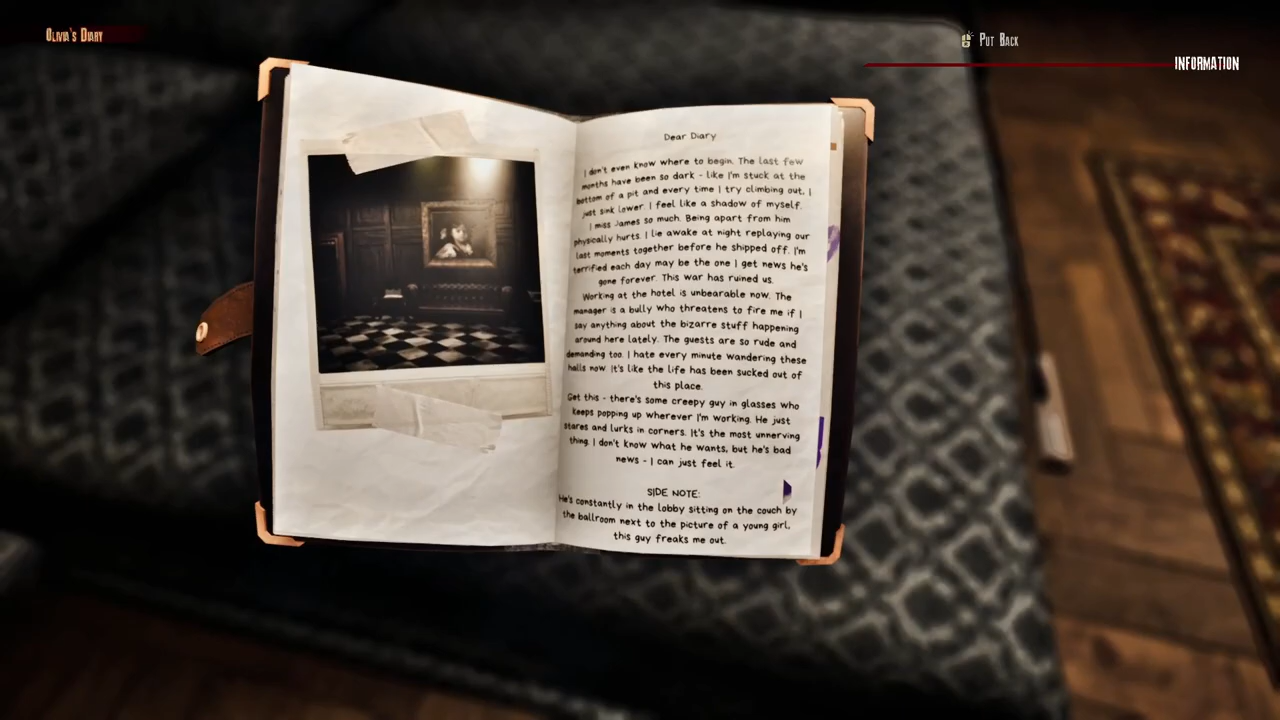 Olivia's Diary
Put Back
INFORMATION
Dear Diary
I don't even know where to begin. The last few
months have been so dark - like I'm stuck at the
bottom of a pit and every time I try climbing out, I
just sink lower. I feel like a shadow of myself.
I miss James so much. Being apart from him
physically hurts. I lie awake at night replaying our
last moments together before he shipped off. I'm
terrified each day may be the one I get news he's
gone forever. This war has ruined us.
Working at the hotel is unbearable now. The
manager is a bully who threatens to fire me if I
say anything about the bizarre stuff happening
around here lately. The guests are so rude and
demanding too. I hate every minute wandering these
halls now It's like the life has been sucked out of
this place.
Get this - there's some creepy guy in glasses who
keeps popping up wherever I'm working. He just
stares and lurks in corners. It's the most unnerving
thing. I don't know what he wants, but he's bad
news - I can just feel it.
SIDE NOTE:
He's constantly in the lobby sitting on the couch by
the ballroom next to the picture of a young girl,
this guy freaks me out.